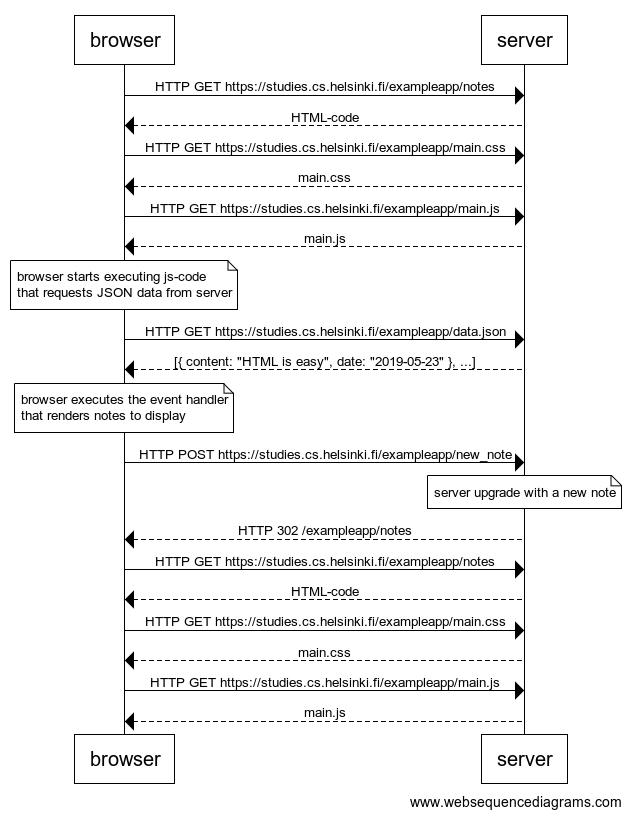 browser
server
HTTP GET https://studies.cs.helsinki.fi/exampleapp/notes
HTML-code
HTTP GET https://studies.cs.helsinki.fi/exampleapp/main.css
main.css
HTTP GET https://studies.cs.helsinki.fi/exampleapp/main.js
main.js
browser starts executing js-code
that requests JSON data from server
HTTP GET https://studies.cs.helsinki.fi/exampleapp/data.json
[{ content: "HTML is easy", date: "2019-05-23" }, ...]
browser executes the event handler
that renders notes to display
HTTP POST https://studies.cs.helsinki.fi/exampleapp/new_note
server upgrade with a new note
HTTP 302 /exampleapp/notes
HTTP GET https://studies.cs.helsinki.fi/exampleapp/notes
HTML-code
HTTP GET https://studies.cs.helsinki.fi/exampleapp/main.css
main.css
HTTP GET https://studies.cs.helsinki.fi/exampleapp/main.js
main.js
browser
server
www.websequencediagrams.com